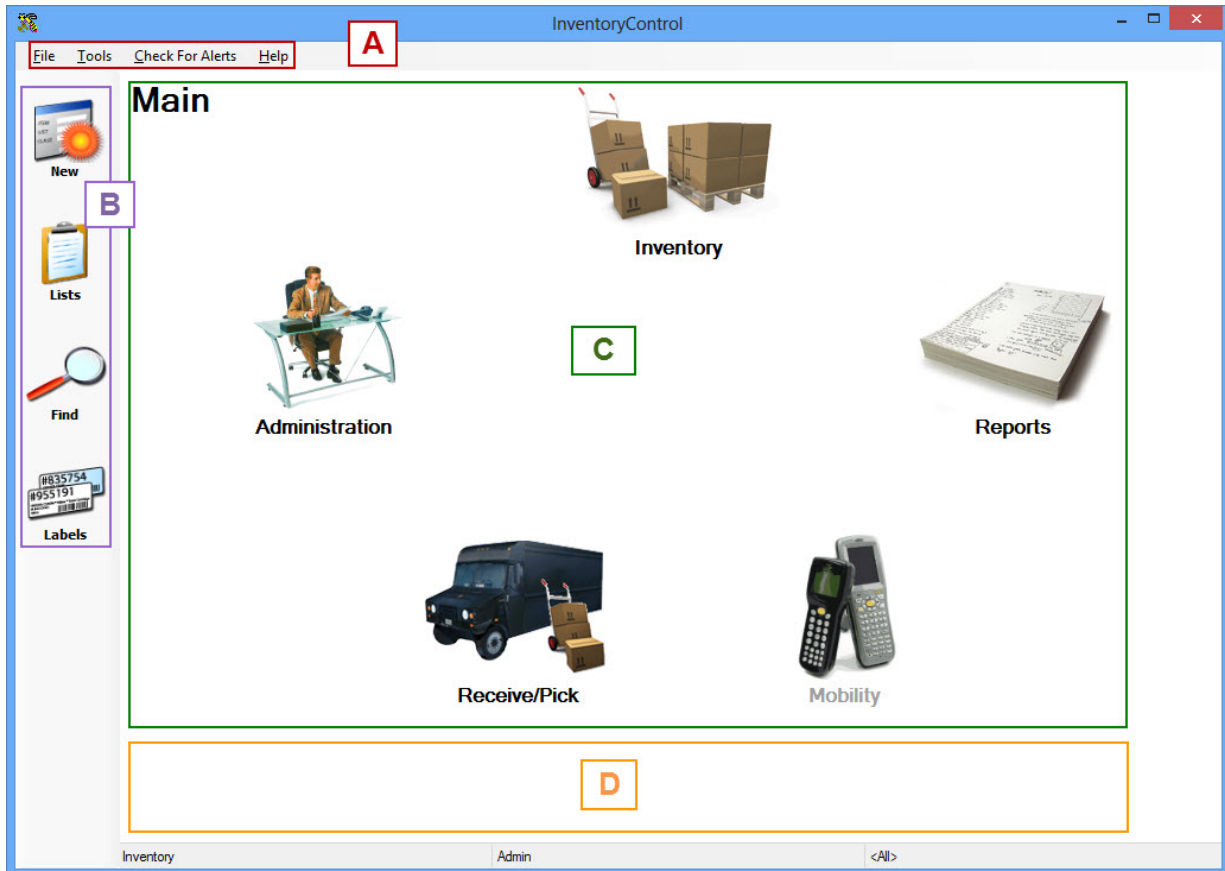 InventoryControl
File Tools Check For Alerts Help
A
Main
New
B
Inventory
Lists
C
Find
Administration
Reports
#835754
#955191
Labels
Receive/Pick
Mobility
D
Inventory Admin <All>